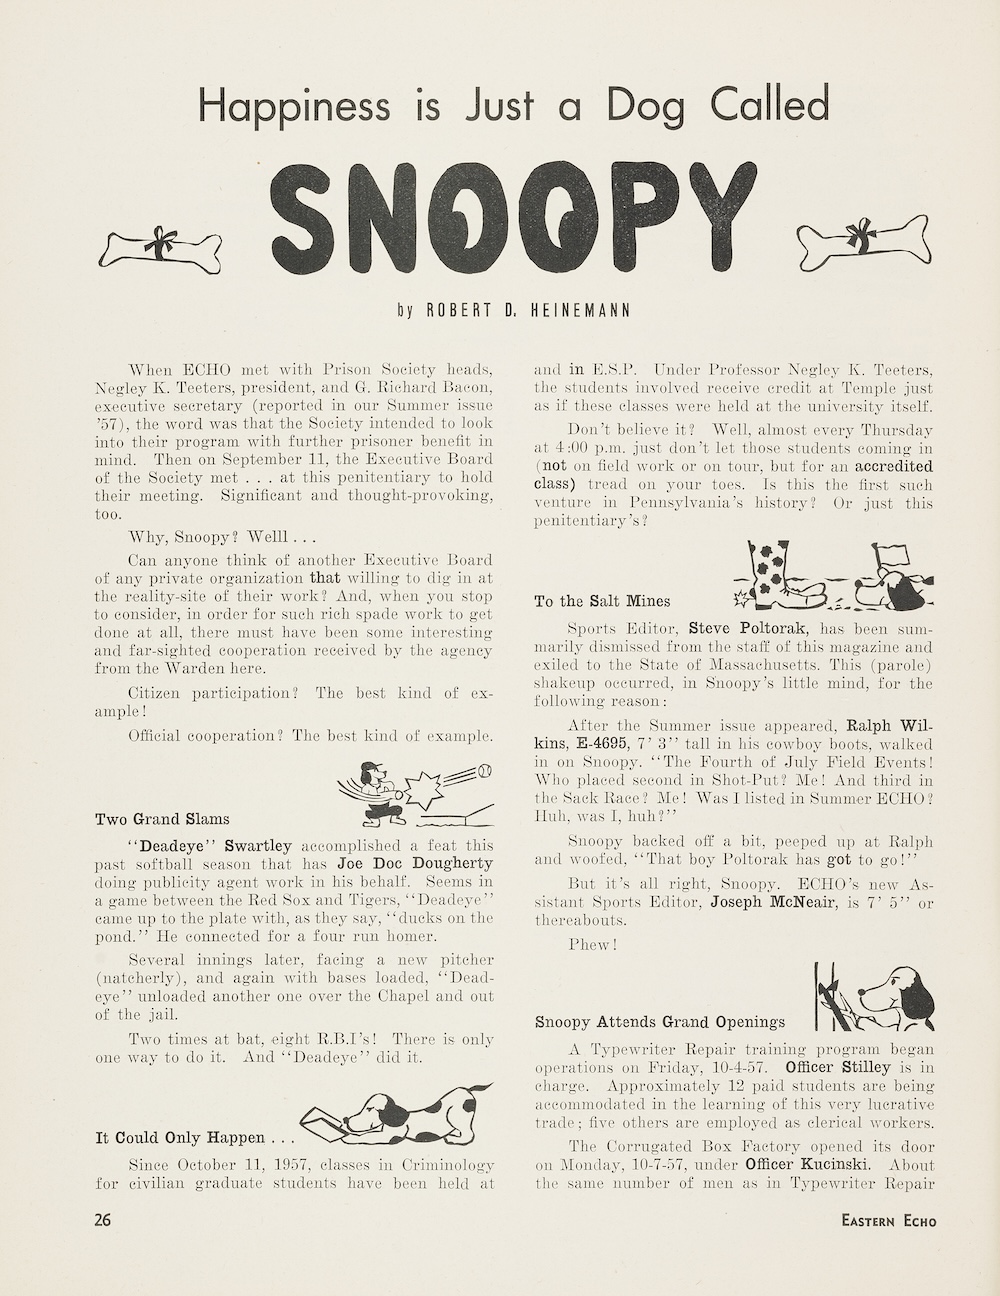 Happiness is Just a Dog Called
SNOOPY
by ROBERT D. HEINEMANN
When ECHO met with Prison Society heads,
Negley K. Teeters, president, and G. Richard Bacon,
executive secretary (reported in our Summer issue
'57), the word was that the Society intended to look
into their program with further prisoner benefit in
mind. Then on September 11, the Executive Board
of the Society met . . . at this penitentiary to hold
their meeting. Significant and thought-provoking,
too.
Why, Snoopy? Welll . . .
Can anyone think of another Executive Board
of any private organization that willing to dig in at
the reality-site of their work? And, when you stop
to consider, in order for such rich spade work to get
done at all, there must have been some interesting
and far-sighted cooperation received by the agency
from the Warden here.
Citizen participation? The best kind of ex-
ample!
Official cooperation? The best kind of example.
Two Grand Slams
"Deadeye" Swartley accomplished a feat this
past softball season that has Joe Doc Dougherty
doing publicity agent work in his behalf. Seems in
a game between the Red Sox and Tigers, "Deadeye"
came up to the plate with, as they say, "ducks on the
pond." He connected for a four run homer.
Several innings later, facing a new pitcher
(natcherly), and again with bases loaded, "Dead-
eye" unloaded another one over the Chapel and out
of the jail.
Two times at bat, eight R.B.I's! There is only
one way to do it. And "Deadeye" did it.
It Could Only Happen . . .
Since October 11, 1957, classes in Criminology
for civilian graduate students have been held at
and in E.S.P. Under Professor Negley K. Teeters,
the students involved receive credit at Temple just
as if these classes were held at the university itself.
Don't believe it? Well, almost every Thursday
at 4:00 p.m. just don't let those students coming in
(not on field work or on tour, but for an accredited
class) tread on your toes. Is this the first such
venture in Pennsylvania's history? Or just this
penitentiary's?
To the Salt Mines
Sports Editor, Steve Poltorak, has been sum-
marily dismissed from the staff of this magazine and
exiled to the State of Massachusetts. This (parole)
shakeup occurred, in Snoopy's little mind, for the
following reason:
After the Summer issue appeared, Ralph Wil-
kins, E-4695, 7' 3'' tall in his cowboy boots, walked
in on Snoopy. "The Fourth of July Field Events!
Who placed second in Shot-Put? Me! And third in
the Sack Race? Me! Was I listed in Summer ECHO?
Huh, was I, huh?"
Snoopy backed off a bit, peeped up at Ralph
and woofed, "That boy Poltorak has got to go!"
But it's all right, Snoopy. ECHO's new As-
sistant Sports Editor, Joseph McNeair, is 7' 5'' or
thereabouts.
Phew!
Snoopy Attends Grand Openings
A Typewriter Repair training program began
operations on Friday, 10-4-57. Officer Stilley is in
charge. Approximately 12 paid students are being
accommodated in the learning of this very lucrative
trade; five others are employed as clerical workers.
The Corrugated Box Factory opened its door
on Monday, 10-7-57, under Officer Kucinski. About
the same number of men as in Typewriter Repair
26
EASTERN ECHO